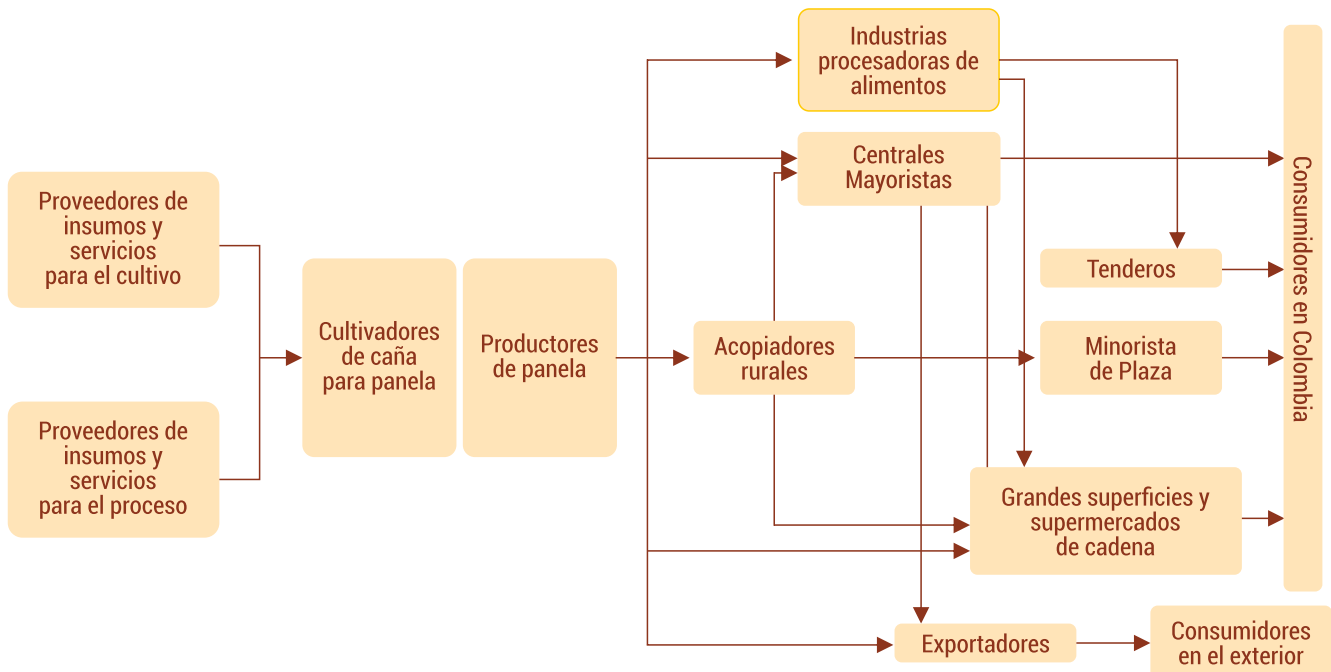 Proveedores de
insumos y
servicios
para el cultivo
Proveedores de
insumos y
servicios
para el proceso
Cultivadores
de caña
para panela
Productores
de panela
Industrias
procesadoras de
alimentos
Centrales
Mayoristas
Acopiadores
rurales
Tenderos
Minorista
de Plaza
Grandes superficies y
supermercados
de cadena
Exportadores
Consumidores en Colombia
Consumidores
en el exterior